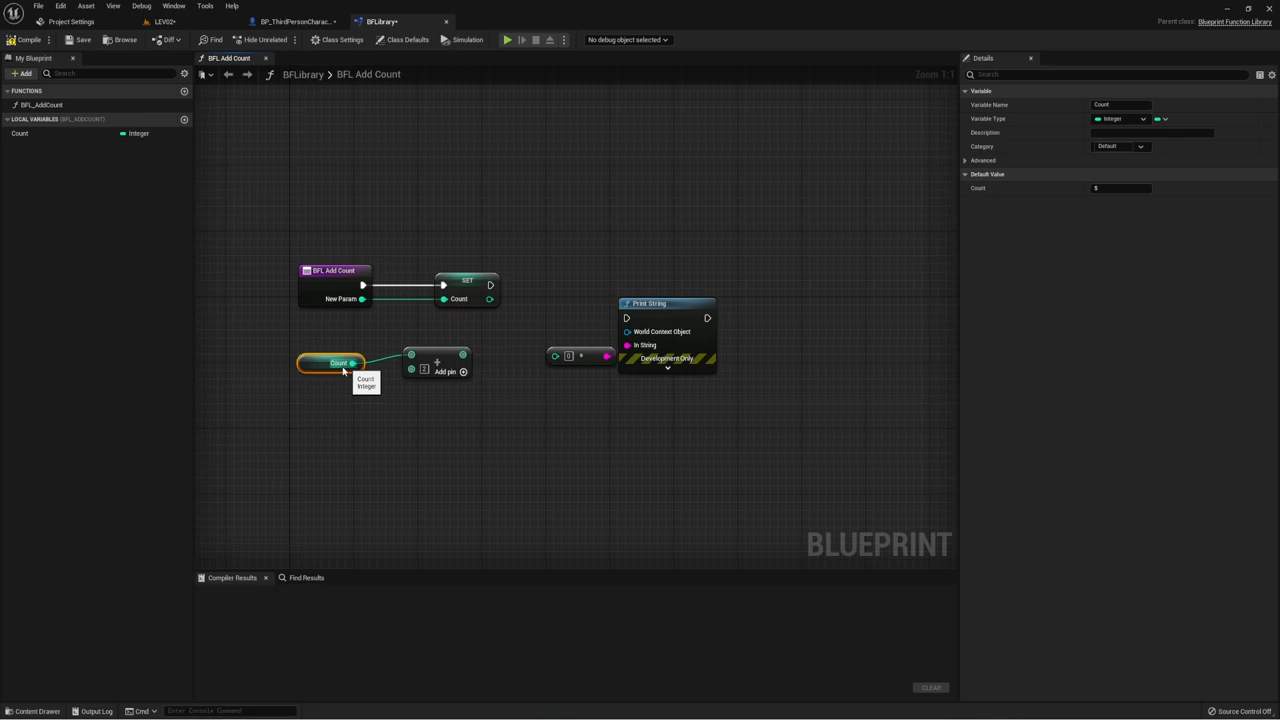 File Edit Asset View Debug Window Tools Help
Project Settings LEV02* BP_ThirdPersonCharac...* BFLibrary*
Parent class: Blueprint Function Library
Compile Save Browse Diff Find Hide Unrelated Class Settings Class Defaults Simulation No debug object selected
My Blueprint
Add Search
FUNCTIONS
BFL_AddCount
LOCAL VARIABLES (BFL_ADDCOUNT)
Count Integer
BFL Add Count
BFLibrary > BFL Add Count
Zoom 1:1
BFL Add Count
New Param
SET
Count
Count
Count
Integer
2
+
Add pin
0
Print String
World Context Object
In String
Development Only
BLUEPRINT
Details
Search
Variable
Variable Name Count
Variable Type Integer
Description
Category Default
Advanced
Default Value
Count 5
Compiler Results Find Results
CLEAR
Content Drawer Output Log Cmd Enter Console Command Source Control Off